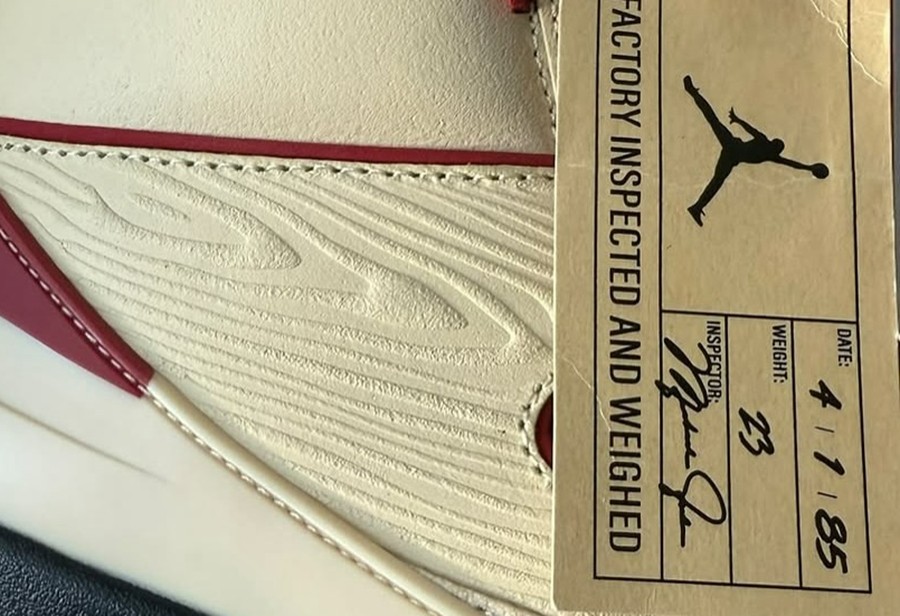 FACTORY INSPECTED AND WEIGHED
DATE: 4 / 1 / 85
WEIGHT: 23
INSPECTOR: